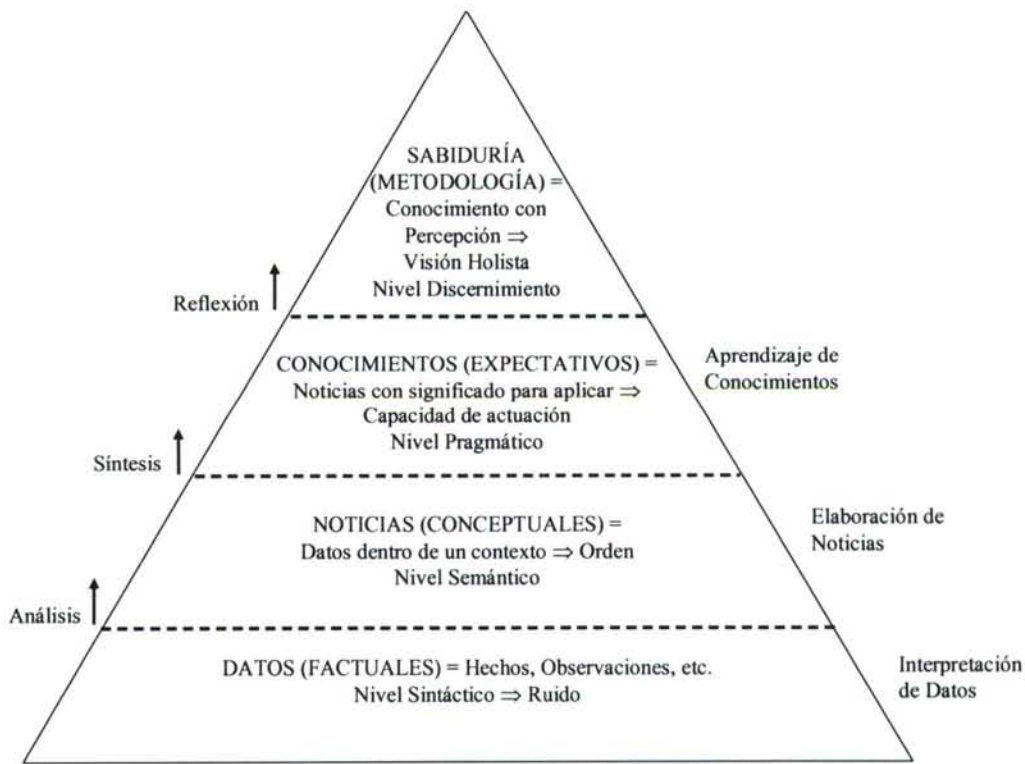 SABIDURÍA
(METODOLOGÍA) =
Conocimiento con
Percepción ⇒
Visión Holista
Nivel Discernimiento
Reflexión
CONOCIMIENTOS (EXPECTATIVOS) =
Noticias con significado para aplicar ⇒
Capacidad de actuación
Nivel Pragmático
Aprendizaje de
Conocimientos
Síntesis
NOTICIAS (CONCEPTUALES) =
Datos dentro de un contexto ⇒ Orden
Nivel Semántico
Elaboración de
Noticias
Análisis
DATOS (FACTUALES) = Hechos, Observaciones, etc.
Nivel Sintáctico ⇒ Ruido
Interpretación
de Datos